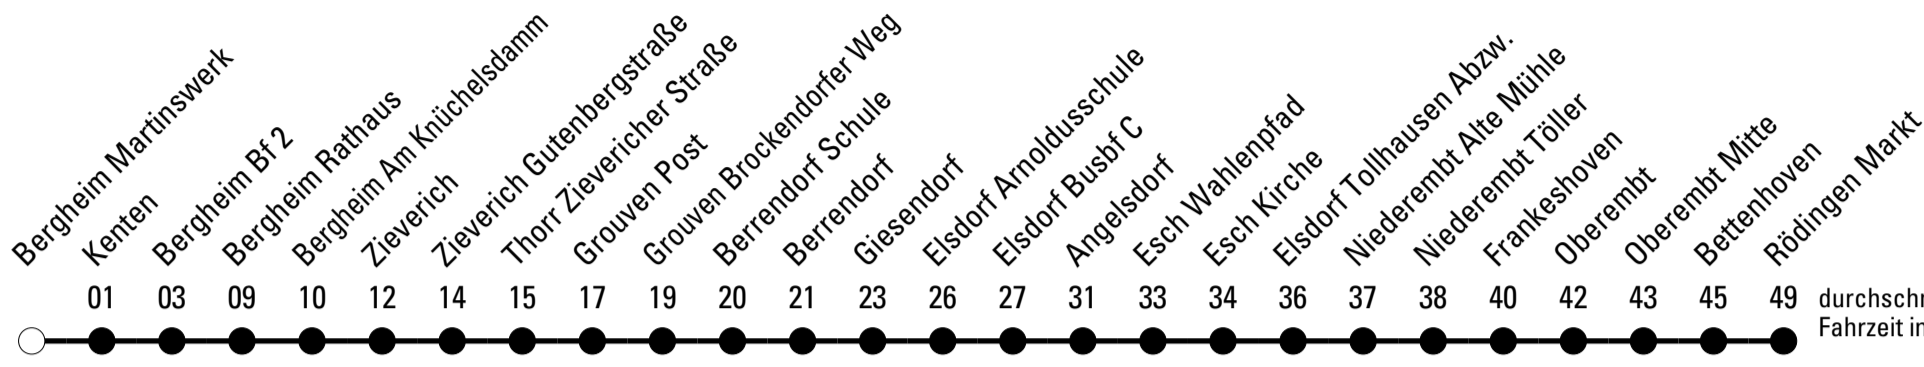 Bergheim Martinswerk
Kenten
Bergheim Bf 2
Bergheim Rathaus
Bergheim Am Knüchelsdamm
Zieverich
Zieverich Gutenbergstraße
Thorr Zievericher Straße
Grouven Post
Grouven Brockendorfer Weg
Berrendorf Schule
Berrendorf
Giesendorf
Elsdorf Arnoldusschule
Elsdorf Busbf C
Angelsdorf
Esch Wahlenpfad
Esch Kirche
Elsdorf Tollhausen Abzw.
Niederembt Alte Mühle
Niederembt Töller
Frankeshoven
Oberembt
Oberembt Mitte
Bettenhoven
Rödingen Markt
01 03 09 10 12 14 15 17 19 20 21 23 26 27 31 33 34 36 37 38 40 42 43 45 49 durchschn
Fahrzeit in